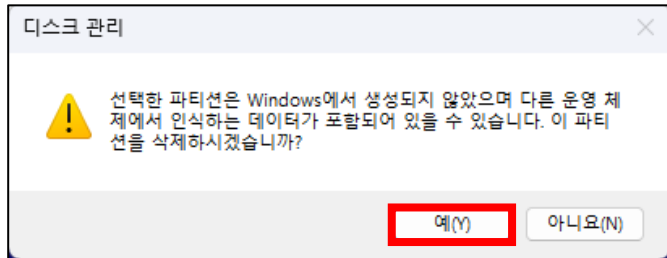 디스크 관리
선택한 파티션은 Windows에서 생성되지 않았으며 다른 운영 체
제에서 인식하는 데이터가 포함되어 있을 수 있습니다. 이 파티
션을 삭제하시겠습니까?
예(Y) 아니요(N)